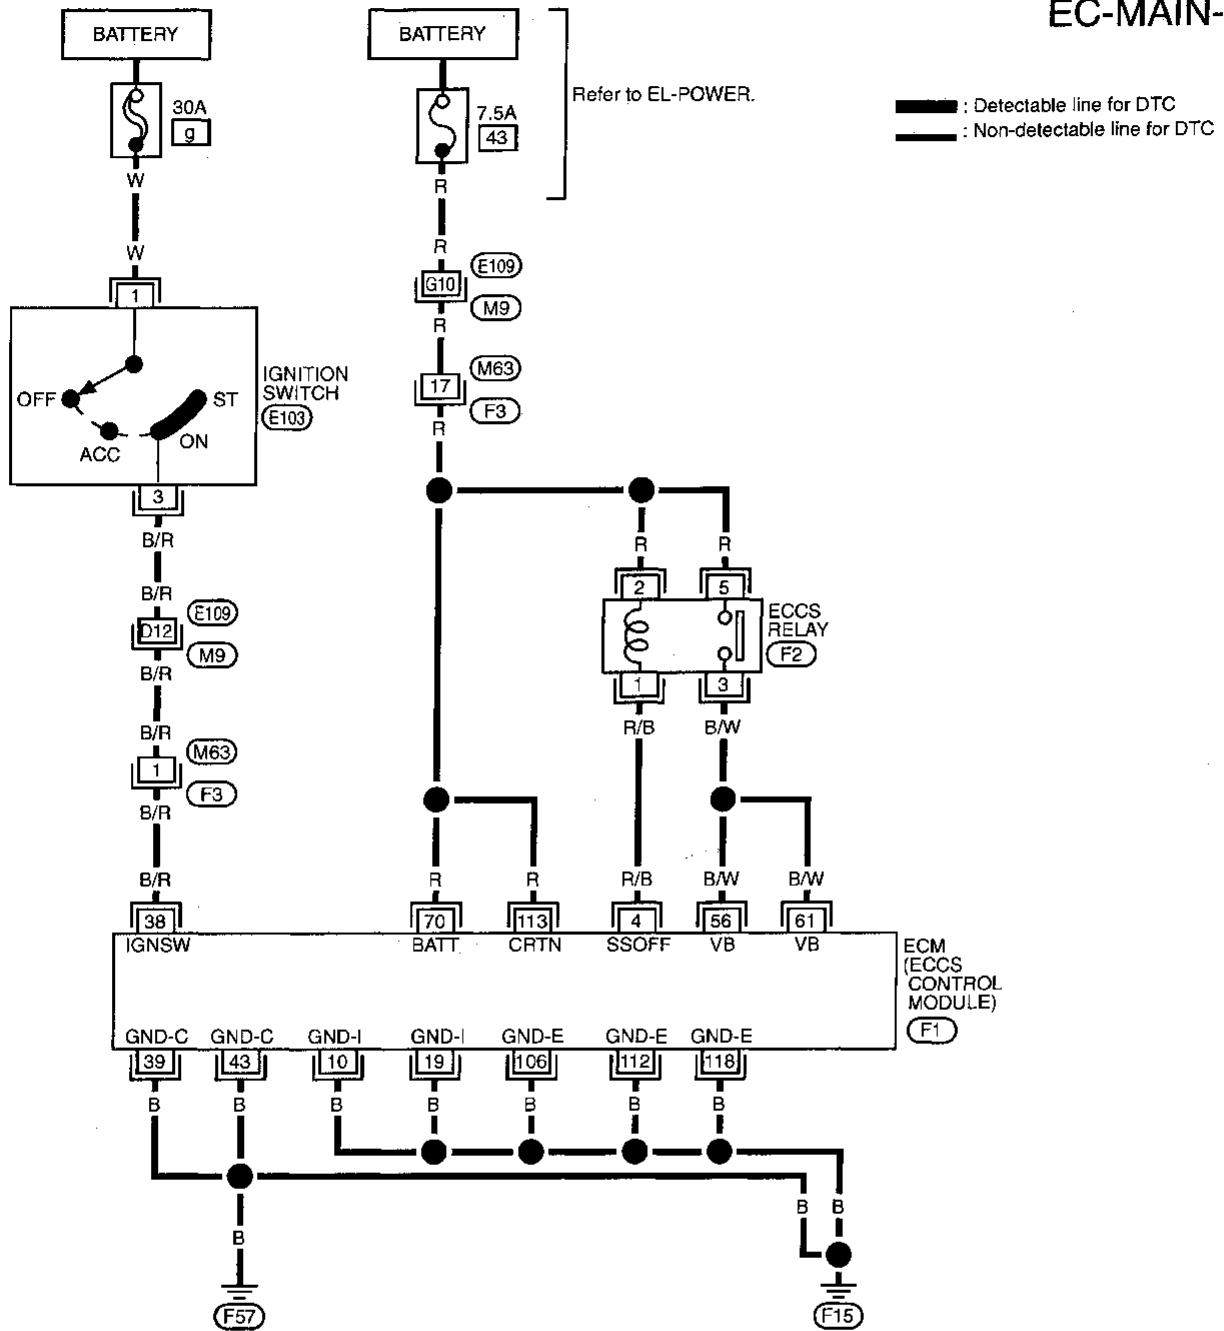 EC-MAIN-
BATTERY
BATTERY
30A
g
7.5A
43
Refer to EL-POWER.
: Detectable line for DTC
: Non-detectable line for DTC
W
W
1
R
R
G10
E109
M9
R
17
M63
F3
R
OFF
ACC
ON
ST
IGNITION
SWITCH
E103
3
B/R
B/R
D12
E109
M9
B/R
B/R
1
M63
F3
B/R
B/R
R
R
2
5
ECCS
RELAY
F2
1
3
R/B
B/W
R
R
R/B
B/W
B/W
38
70
113
4
56
61
IGNSW
BATT
CRTN
SSOFF
VB
VB
ECM
(ECCS
CONTROL
MODULE)
F1
GND-C
GND-C
GND-I
GND-I
GND-E
GND-E
GND-E
39
43
10
19
106
112
118
B
B
B
B
B
B
B
B
B
B
F57
F15